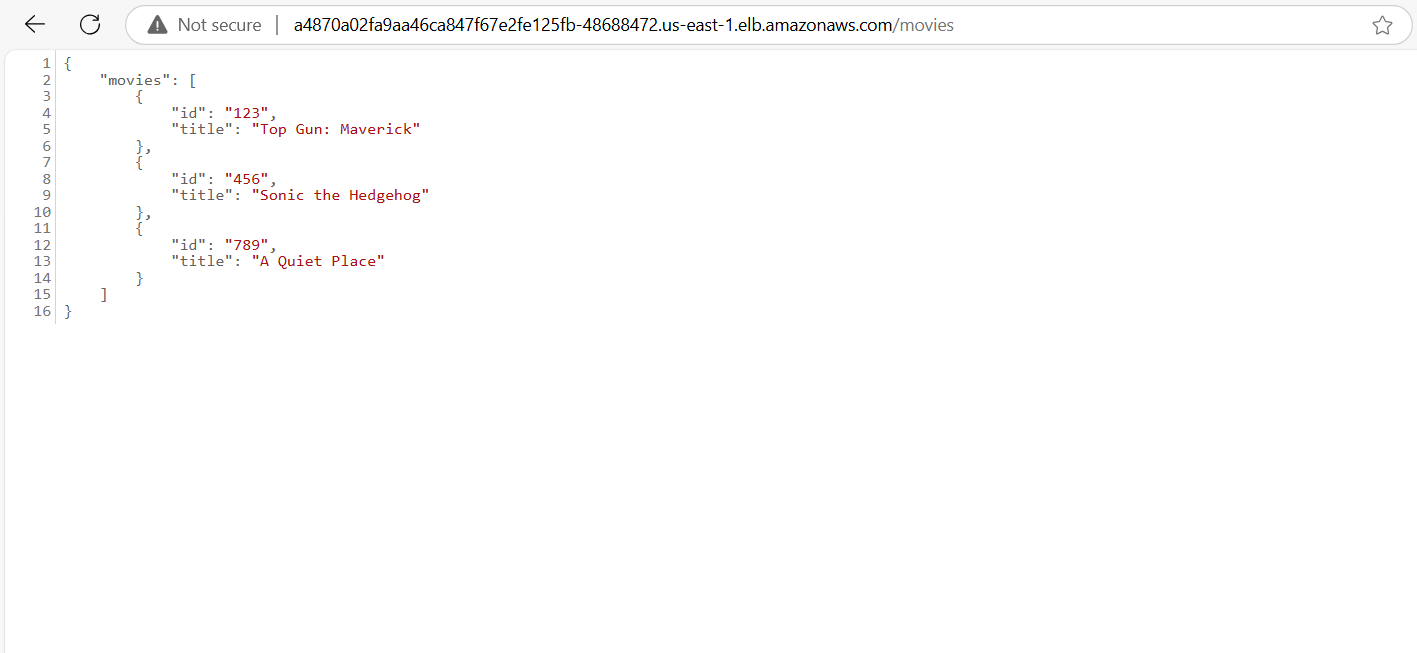 Not secure | a4870a02fa9aa46ca847f67e2fe125fb-48688472.us-east-1.elb.amazonaws.com/movies
1 {
2     "movies": [
3         {
4             "id": "123",
5             "title": "Top Gun: Maverick"
6         },
7         {
8             "id": "456",
9             "title": "Sonic the Hedgehog"
10         },
11         {
12             "id": "789",
13             "title": "A Quiet Place"
14         }
15     ]
16 }